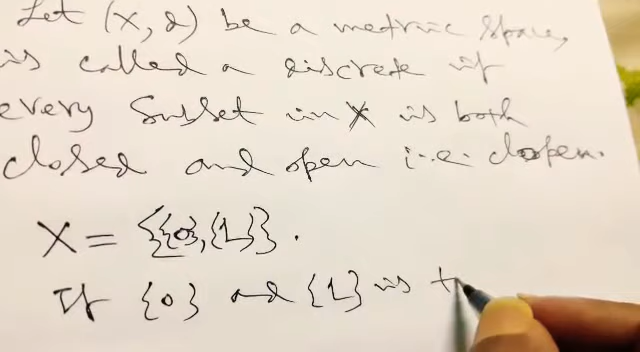 Let (X, d) be a metric space,
is called a discrete if
every subset in X is both
closed and open i.e. clopen.
X = {{0}, {1}}.
If {0} and {1} is t